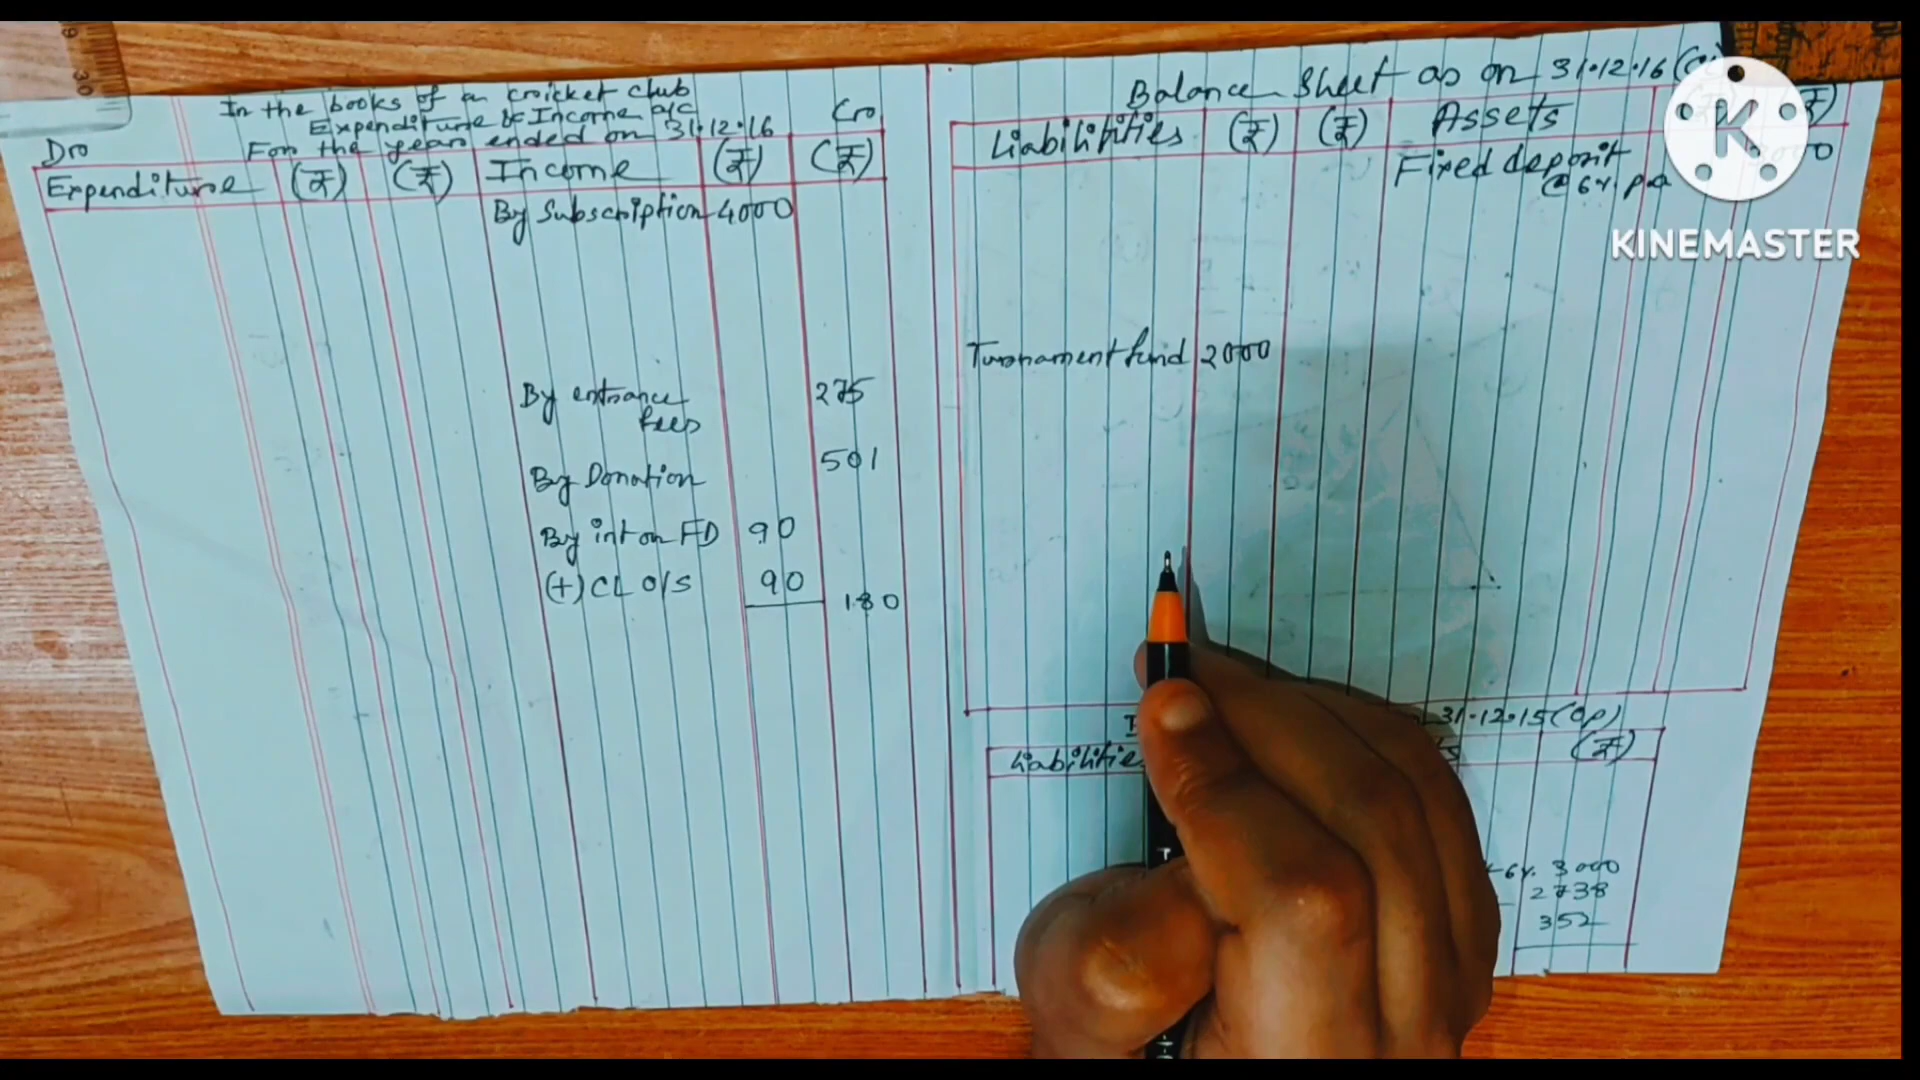 In the books of a cricket club
Expenditure & Income a/c
For the year ended on 31.12.16
Dr
Cr
Expenditure (₹) (₹) Income (₹) (₹)
By Subscription 4000
By entrance fees 275
By Donation 501
By int on FD 90
(+) CL O/S 90 180
Balance Sheet as on 31.12.16
Liabilitities (₹) (₹) Assets (₹)
Fixed deposit
@ 6%. p.a
Tournament fund 2000
31.12.15 (OP)
Liabilities (₹)
6%. 3000
2738
352
K
KINEMASTER
30